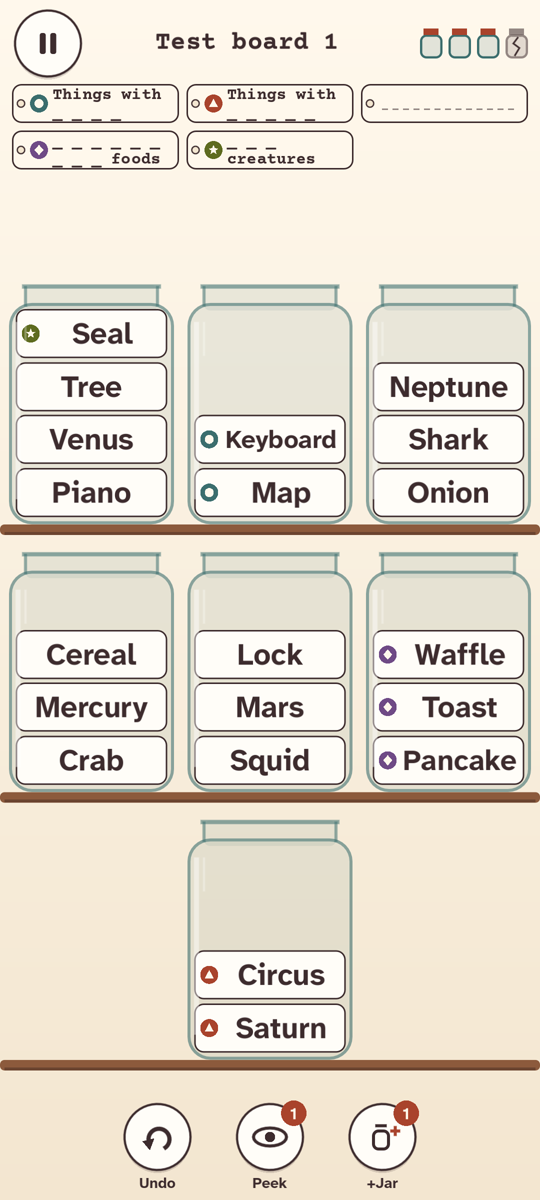 Test board 1
Things with
_ _ _ _
Things with
_ _ _ _ _
_ _ _ _ _ _ _ _ _ _ _ _
_ _ _ _ _ _
_ _ _ foods
_ _ _
creatures
Seal
Tree
Venus
Piano
Keyboard
Map
Neptune
Shark
Onion
Cereal
Mercury
Crab
Lock
Mars
Squid
Waffle
Toast
Pancake
Circus
Saturn
1
1
Undo
Peek
+Jar